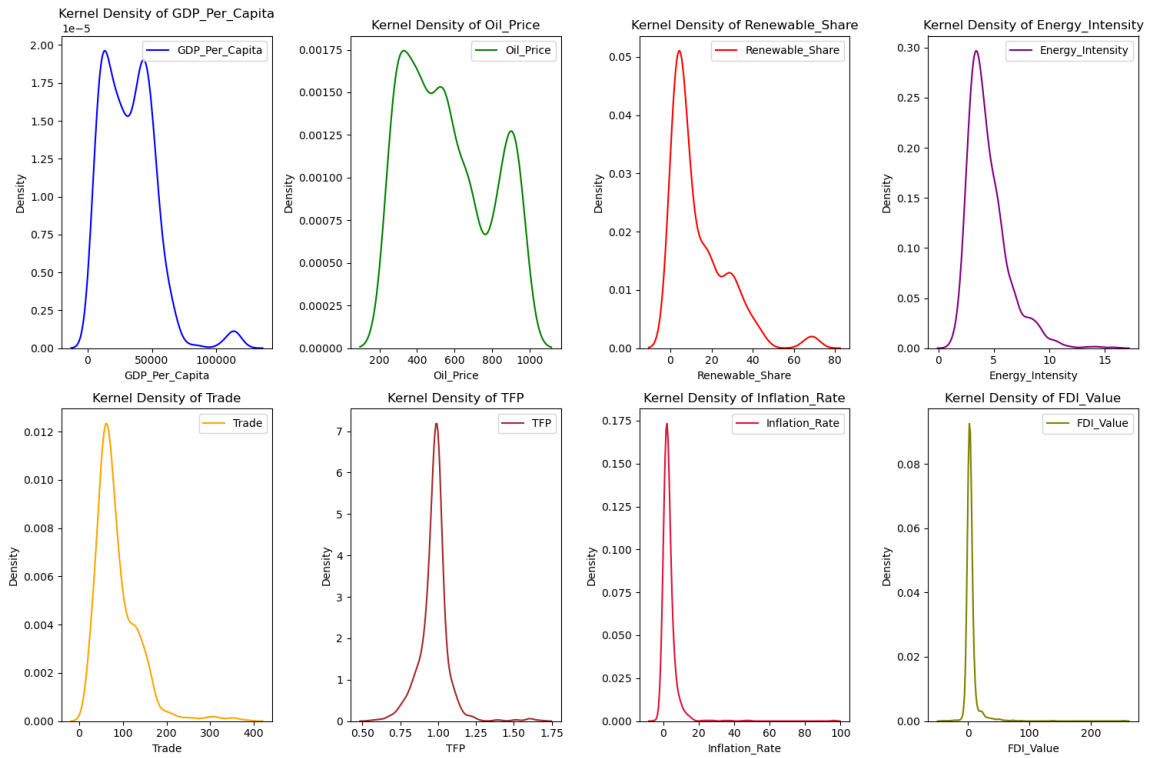 Kernel Density of GDP_Per_Capita
1e−5
GDP_Per_Capita
2.00
1.75
1.50
1.25
1.00
0.75
0.50
0.25
0.00
Density
0
50000
100000
GDP_Per_Capita
Kernel Density of Oil_Price
Oil_Price
0.00175
0.00150
0.00125
0.00100
0.00075
0.00050
0.00025
0.00000
Density
200
400
600
800
1000
Oil_Price
Kernel Density of Renewable_Share
Renewable_Share
0.05
0.04
0.03
0.02
0.01
0.00
Density
0
20
40
60
80
Renewable_Share
Kernel Density of Energy_Intensity
Energy_Intensity
0.30
0.25
0.20
0.15
0.10
0.05
0.00
Density
0
5
10
15
Energy_Intensity
Kernel Density of Trade
Trade
0.012
0.010
0.008
0.006
0.004
0.002
0.000
Density
0
100
200
300
400
Trade
Kernel Density of TFP
TFP
7
6
5
4
3
2
1
0
Density
0.50
0.75
1.00
1.25
1.50
1.75
TFP
Kernel Density of Inflation_Rate
Inflation_Rate
0.175
0.150
0.125
0.100
0.075
0.050
0.025
0.000
Density
0
20
40
60
80
100
Inflation_Rate
Kernel Density of FDI_Value
FDI_Value
0.08
0.06
0.04
0.02
0.00
Density
0
100
200
FDI_Value